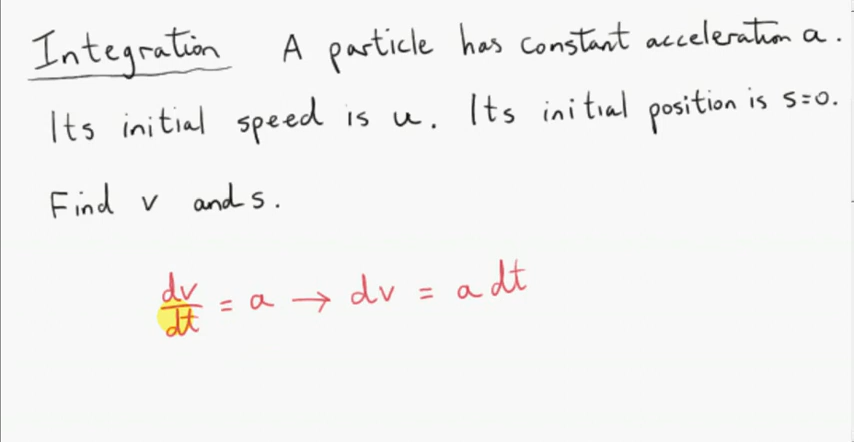 Integration A particle has constant acceleration a.
Its initial speed is u. Its initial position is s=0.
Find v and s.
dv/dt = a → dv = a dt